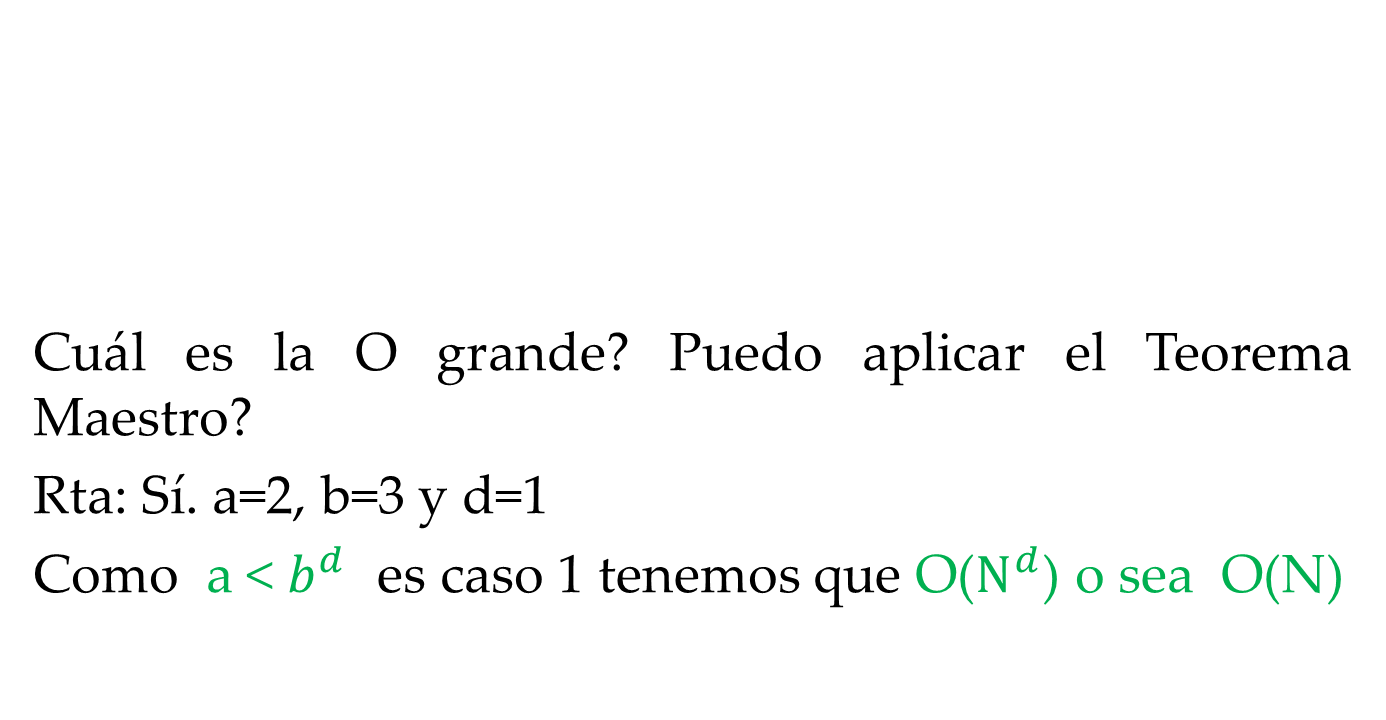 Cuál es la O grande? Puedo aplicar el Teorema
Maestro?
Rta: Sí. a=2, b=3 y d=1
Como a < b^d es caso 1 tenemos que O(N^d) o sea O(N)